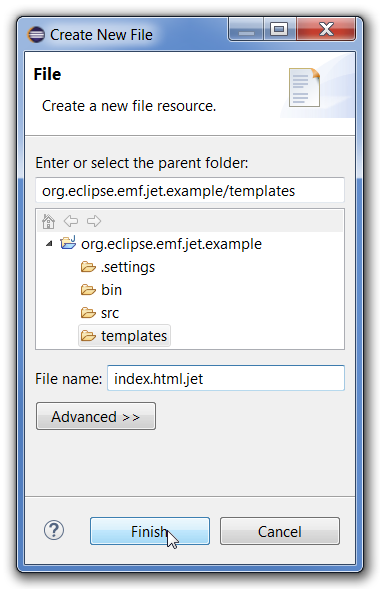 Create New File
File
Create a new file resource.
Enter or select the parent folder:
org.eclipse.emf.jet.example/templates
org.eclipse.emf.jet.example
.settings
bin
src
templates
File name: index.html.jet
Advanced >>
? Finish Cancel